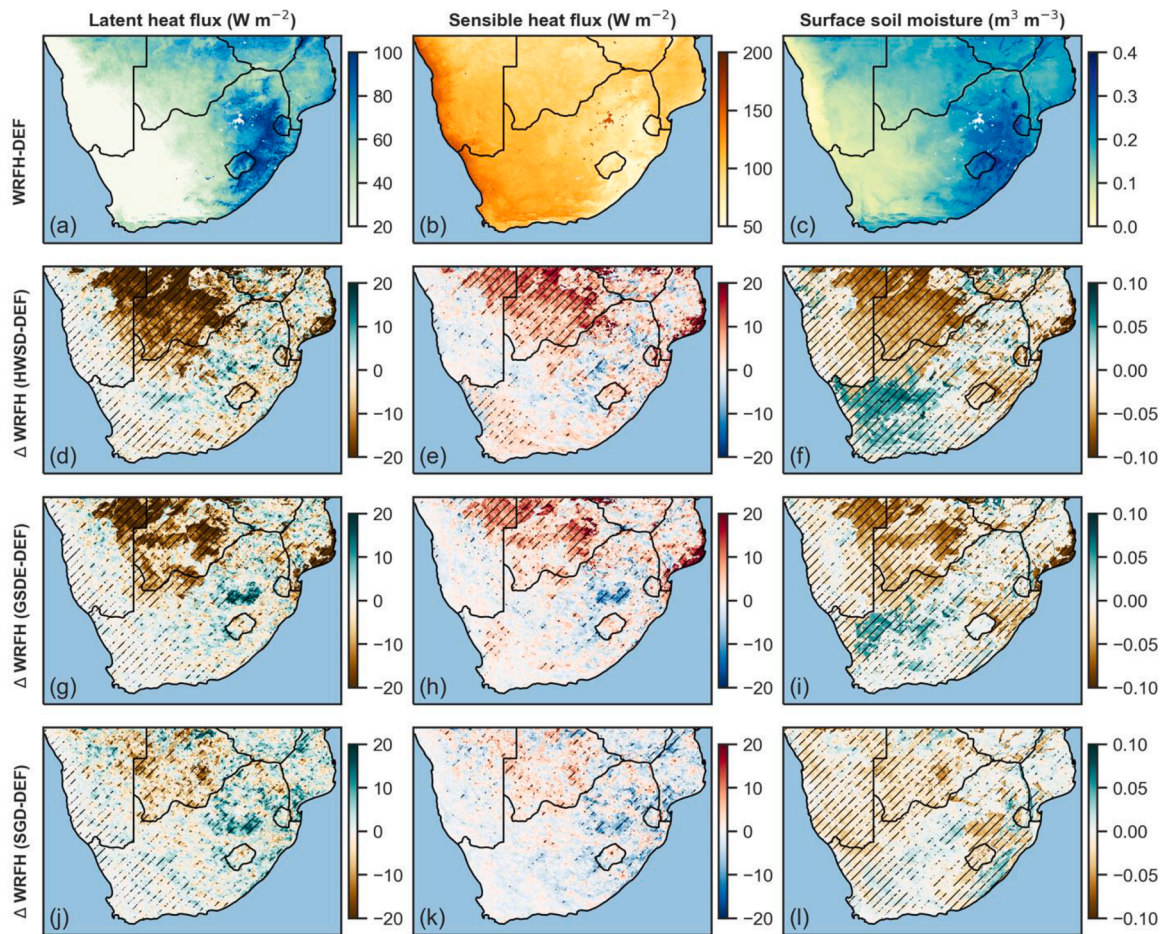 Latent heat flux (W m⁻²) Sensible heat flux (W m⁻²) Surface soil moisture (m³ m⁻³)
WRFH-DEF
(a) 100 80 60 40 20
(b) 200 150 100 50
(c) 0.4 0.3 0.2 0.1 0.0
Δ WRFH (HWSD-DEF)
(d) 20 10 0 −10 −20
(e) 20 10 0 −10 −20
(f) 0.10 0.05 0.00 −0.05 −0.10
Δ WRFH (GSDE-DEF)
(g) 20 10 0 −10 −20
(h) 20 10 0 −10 −20
(i) 0.10 0.05 0.00 −0.05 −0.10
Δ WRFH (SGD-DEF)
(j) 20 10 0 −10 −20
(k) 20 10 0 −10 −20
(l) 0.10 0.05 0.00 −0.05 −0.10